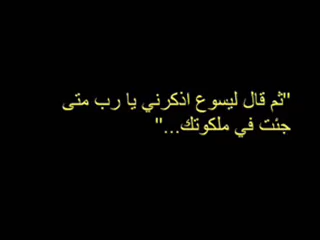 "ثم قال ليسوع اذكرني يا رب متى
جئت في ملكوتك..."